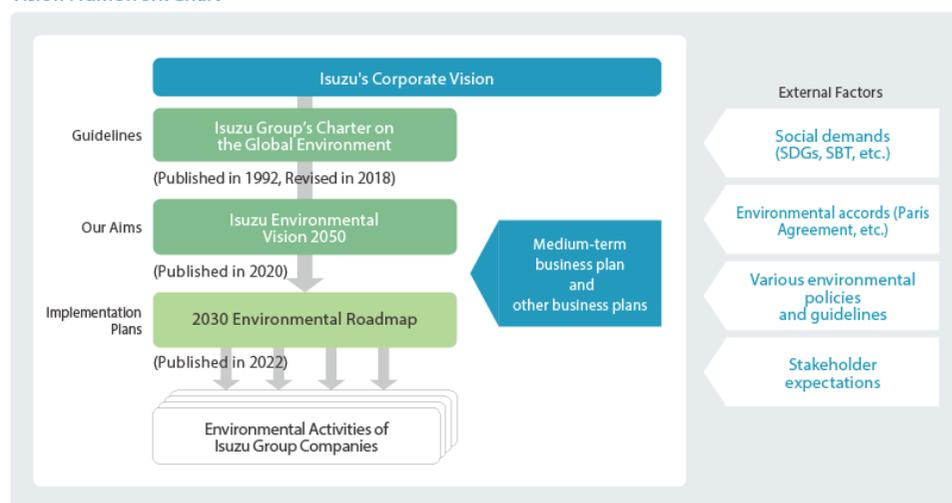 Vision Framework Chart
Isuzu's Corporate Vision
Guidelines
Isuzu Group's Charter on
the Global Environment
(Published in 1992, Revised in 2018)
Our Aims
Isuzu Environmental
Vision 2050
(Published in 2020)
Implementation
Plans
2030 Environmental Roadmap
(Published in 2022)
Environmental Activities of
Isuzu Group Companies
Medium-term
business plan
and
other business plans
External Factors
Social demands
(SDGs, SBT, etc.)
Environmental accords (Paris
Agreement, etc.)
Various environmental
policies
and guidelines
Stakeholder
expectations